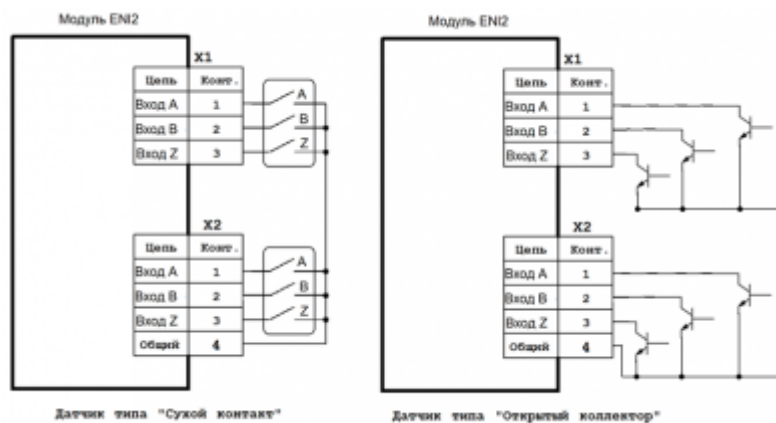 Модуль ENI2
X1
Цепь Конт.
Вход A 1
Вход B 2
Вход Z 3
A
B
Z
X2
Цепь Конт.
Вход A 1
Вход B 2
Вход Z 3
Общий 4
A
B
Z
Датчик типа "Сухой контакт"
Модуль ENI2
X1
Цепь Конт.
Вход A 1
Вход B 2
Вход Z 3
X2
Цепь Конт.
Вход A 1
Вход B 2
Вход Z 3
Общий 4
Датчик типа "Открытый коллектор"